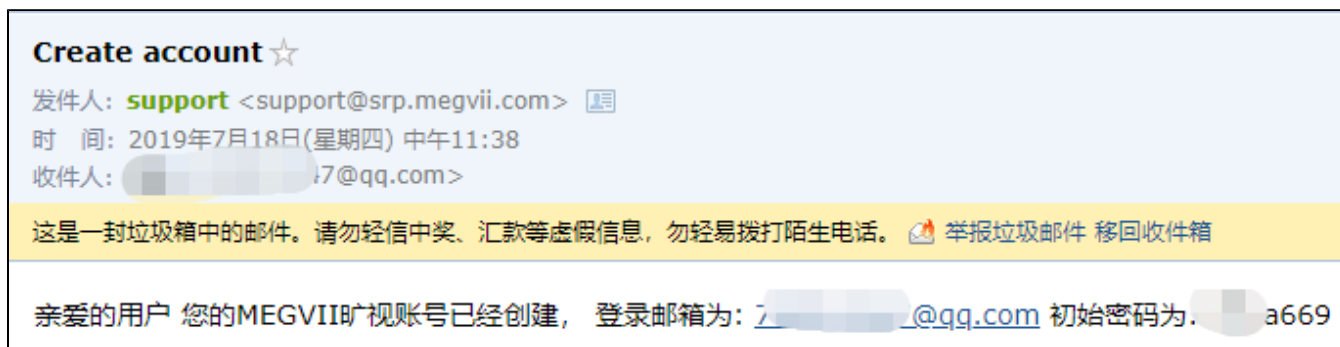 Create account
发件人: support <support@srp.megvii.com>
时 间: 2019年7月18日(星期四) 中午11:38
收件人: 47@qq.com>
这是一封垃圾箱中的邮件。请勿轻信中奖、汇款等虚假信息,勿轻易拨打陌生电话。 举报垃圾邮件 移回收件箱
亲爱的用户 您的MEGVII旷视账号已经创建, 登录邮箱为: 7 @qq.com 初始密码为: a669